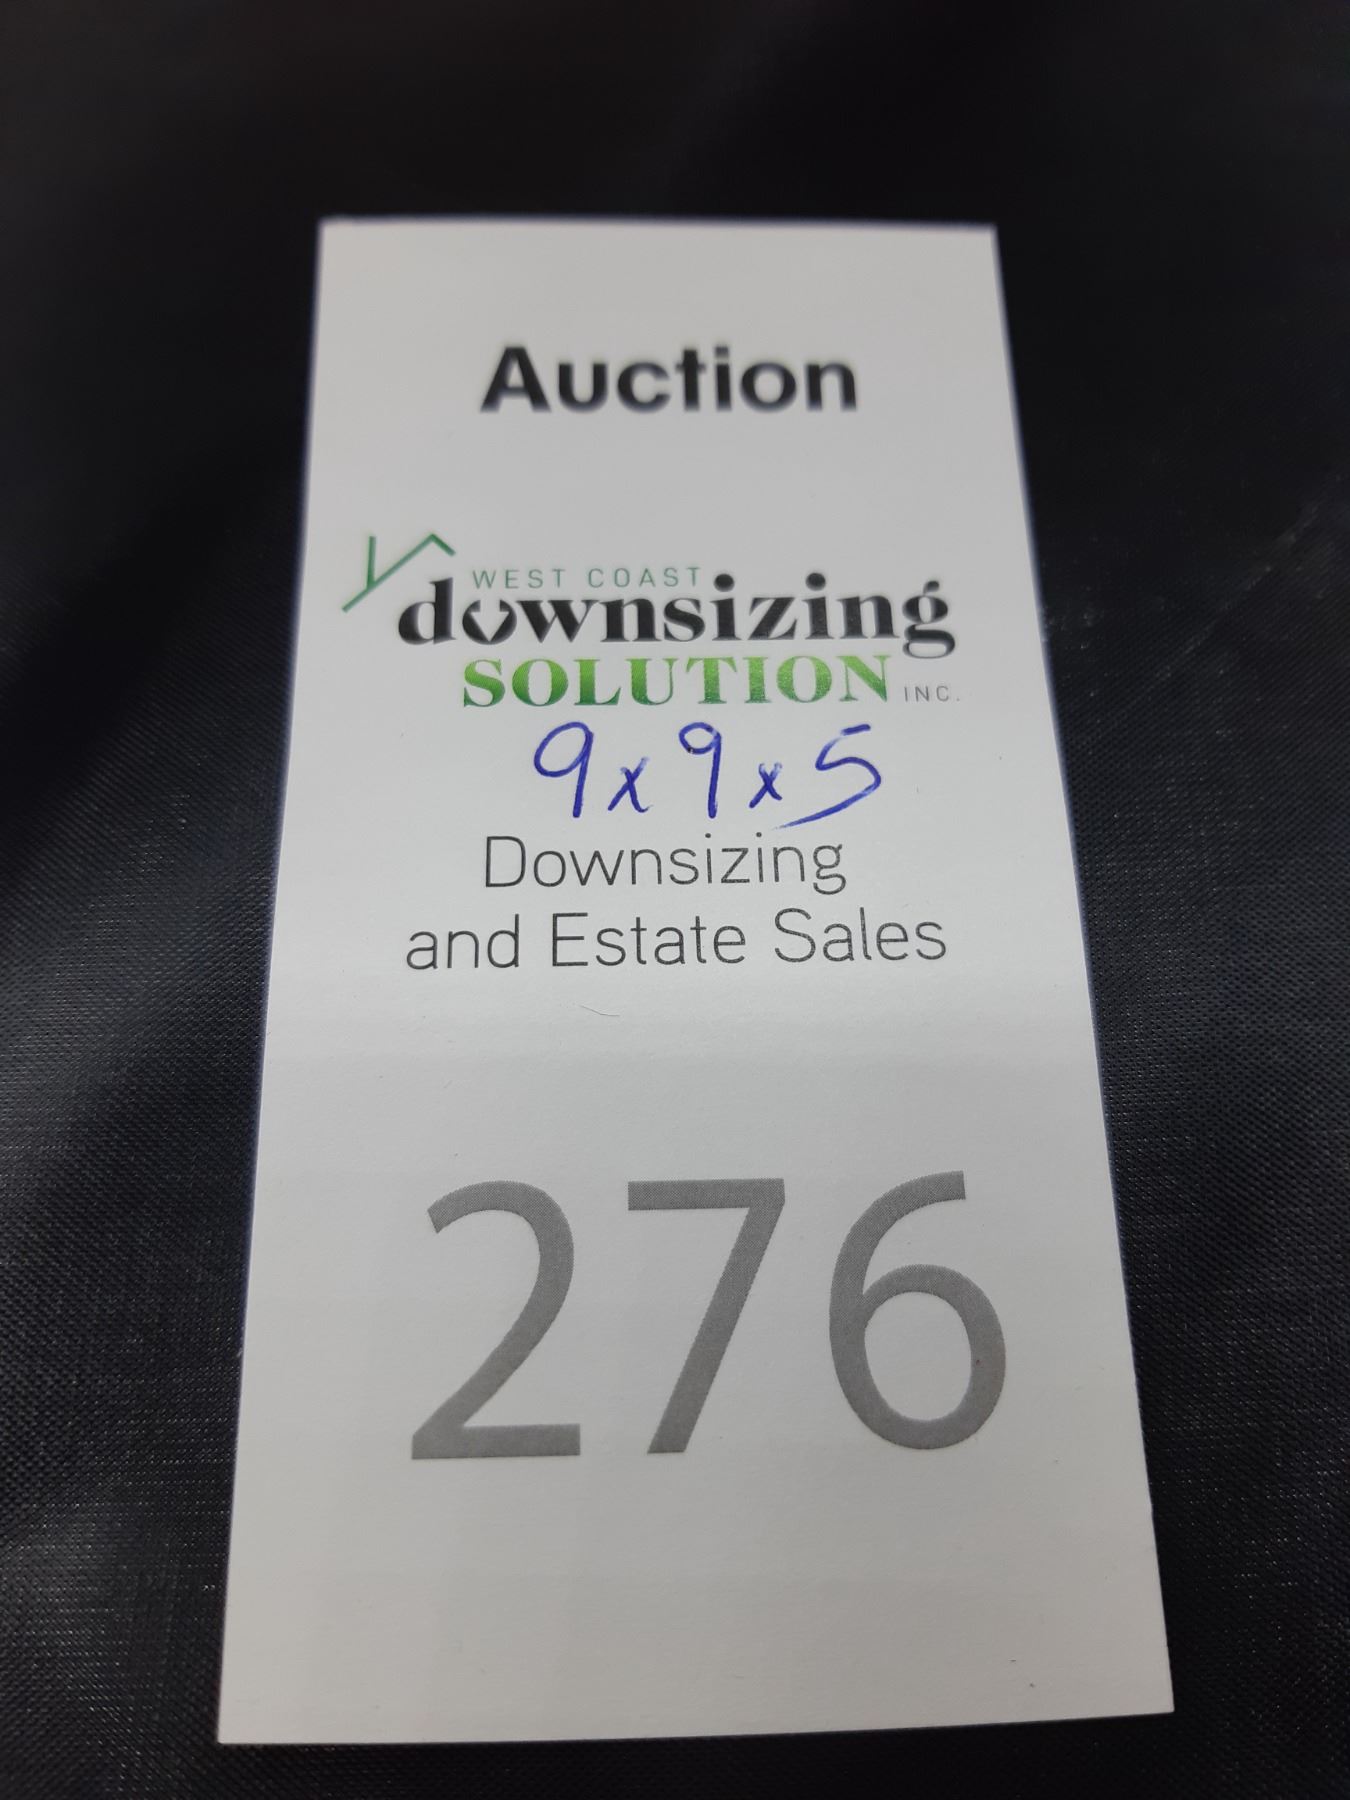 Auction
WEST COAST
downsizing
SOLUTION INC.
9x9x5
Downsizing
and Estate Sales
276